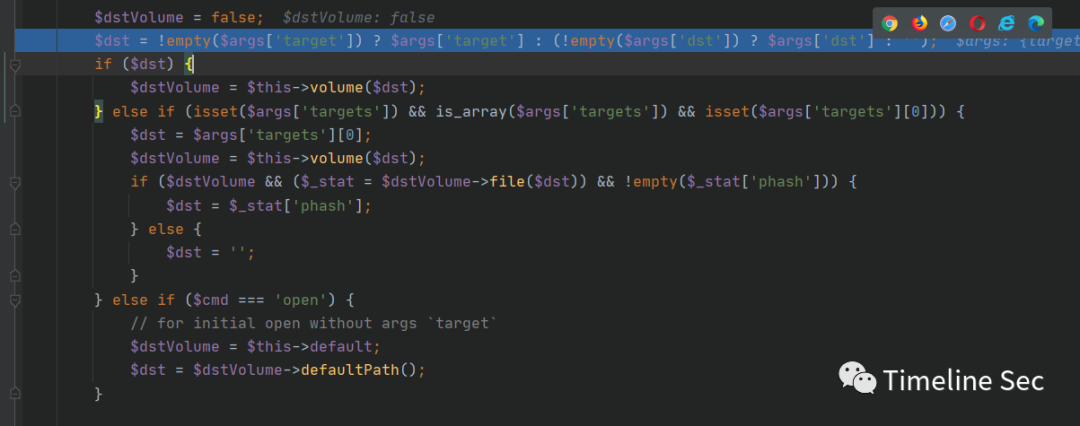 $dstVolume = false;  $dstVolume: false
$dst = !empty($args['target']) ? $args['target'] : (!empty($args['dst']) ? $args['dst'] : ''); $args: {target
if ($dst) {
    $dstVolume = $this->volume($dst);
} else if (isset($args['targets']) && is_array($args['targets']) && isset($args['targets'][0])) {
    $dst = $args['targets'][0];
    $dstVolume = $this->volume($dst);
    if ($dstVolume && ($_stat = $dstVolume->file($dst)) && !empty($_stat['phash'])) {
        $dst = $_stat['phash'];
    } else {
        $dst = '';
    }
} else if ($cmd === 'open') {
    // for initial open without args `target`
    $dstVolume = $this->default;
    $dst = $dstVolume->defaultPath();
}
Timeline Sec